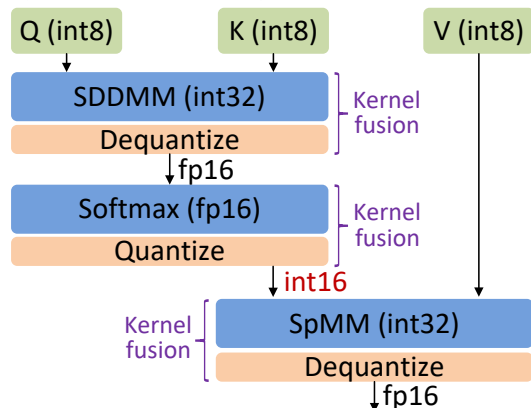 Q (int8)
K (int8)
V (int8)
SDDMM (int32)
Dequantize
Kernel
fusion
fp16
Softmax (fp16)
Quantize
Kernel
fusion
int16
Kernel
fusion
SpMM (int32)
Dequantize
fp16